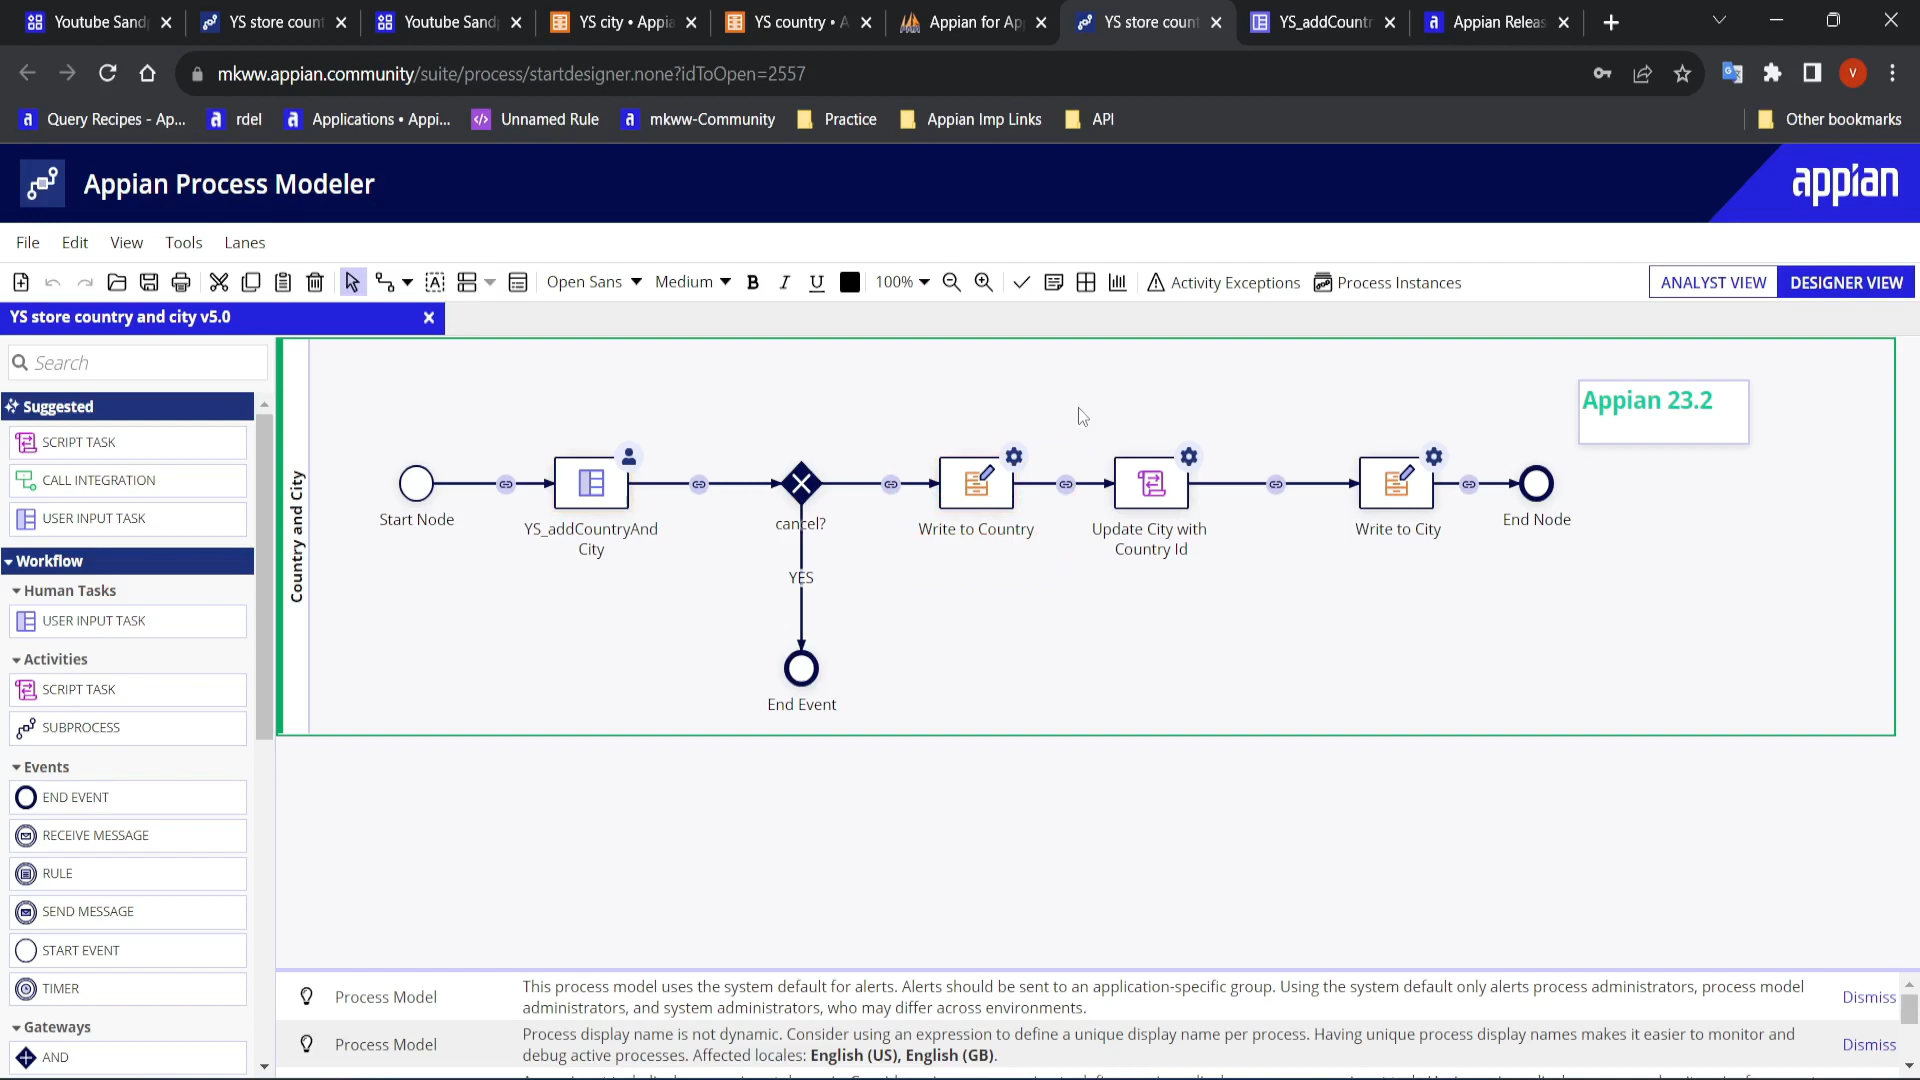 Youtube Sand
YS store count
Youtube Sand
YS city • Appia
YS country • A
Appian for Ap
YS store count
YS_addCountr
Appian Releas
mkww.appian.community/suite/process/startdesigner.none?idToOpen=2557
V
Query Recipes - Ap...
rdel
Applications • Appi...
Unnamed Rule
mkww-Community
Practice
Appian Imp Links
API
Other bookmarks
Appian Process Modeler
appian
File Edit View Tools Lanes
Open Sans Medium B I U 100% Activity Exceptions Process Instances ANALYST VIEW DESIGNER VIEW
YS store country and city v5.0
Search
Suggested
SCRIPT TASK
CALL INTEGRATION
USER INPUT TASK
Workflow
Human Tasks
USER INPUT TASK
Activities
SCRIPT TASK
SUBPROCESS
Events
END EVENT
RECEIVE MESSAGE
RULE
SEND MESSAGE
START EVENT
TIMER
Gateways
AND
Country and City
Appian 23.2
Start Node
YS_addCountryAnd
City
cancel?
YES
End Event
Write to Country
Update City with
Country Id
Write to City
End Node
Process Model
This process model uses the system default for alerts. Alerts should be sent to an application-specific group. Using the system default only alerts process administrators, process model
administrators, and system administrators, who may differ across environments.
Dismiss
Process Model
Process display name is not dynamic. Consider using an expression to define a unique display name per process. Having unique process display names makes it easier to monitor and
debug active processes. Affected locales: English (US), English (GB).
Dismiss